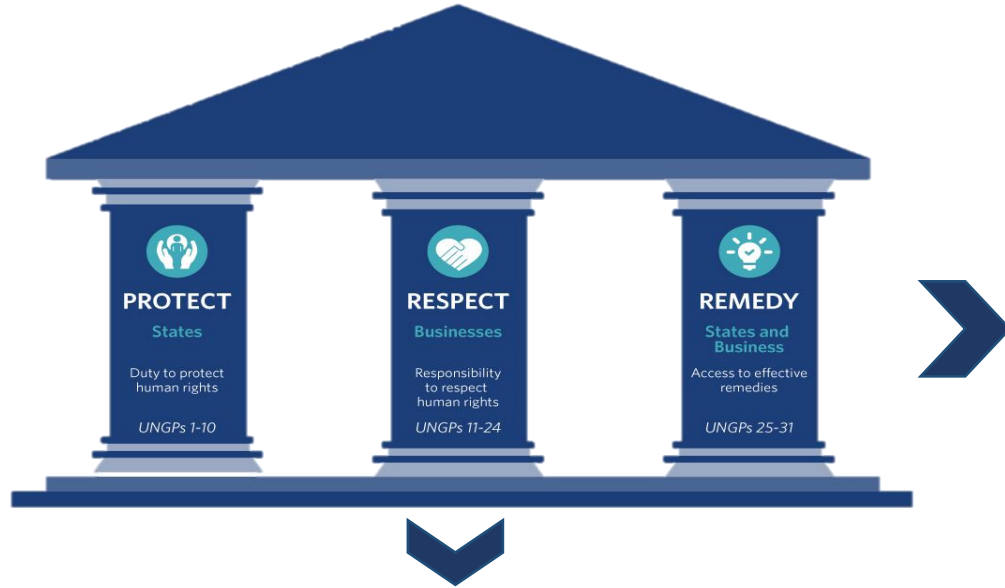 PROTECT
States
Duty to protect
human rights
UNGPs 1-10
RESPECT
Businesses
Responsibility
to respect
human rights
UNGPs 11-24
REMEDY
States and
Business
Access to effective
remedies
UNGPs 25-31